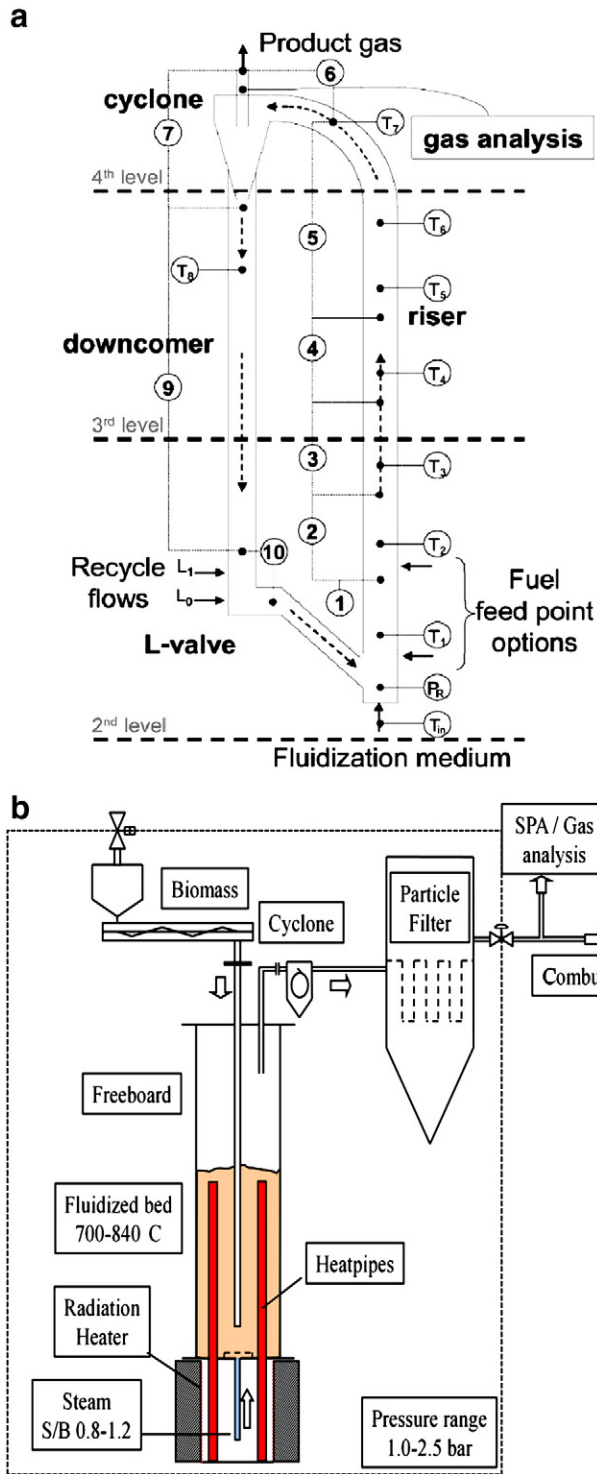 a
Product gas
cyclone
6
7
T7
gas analysis
4th level
T6
5
T8
T5
riser
downcomer
4
T4
9
3rd level
3
T3
2
T2
10
L1
Recycle
flows
L0
1
Fuel
feed point
options
T1
L-valve
PR
2nd level
Tin
Fluidization medium
b
SPA / Gas
analysis
Biomass
Particle
Filter
Cyclone
Combu
Freeboard
Fluidized bed
700-840 C
Heatpipes
Radiation
Heater
Steam
S/B 0.8-1.2
Pressure range
1.0-2.5 bar